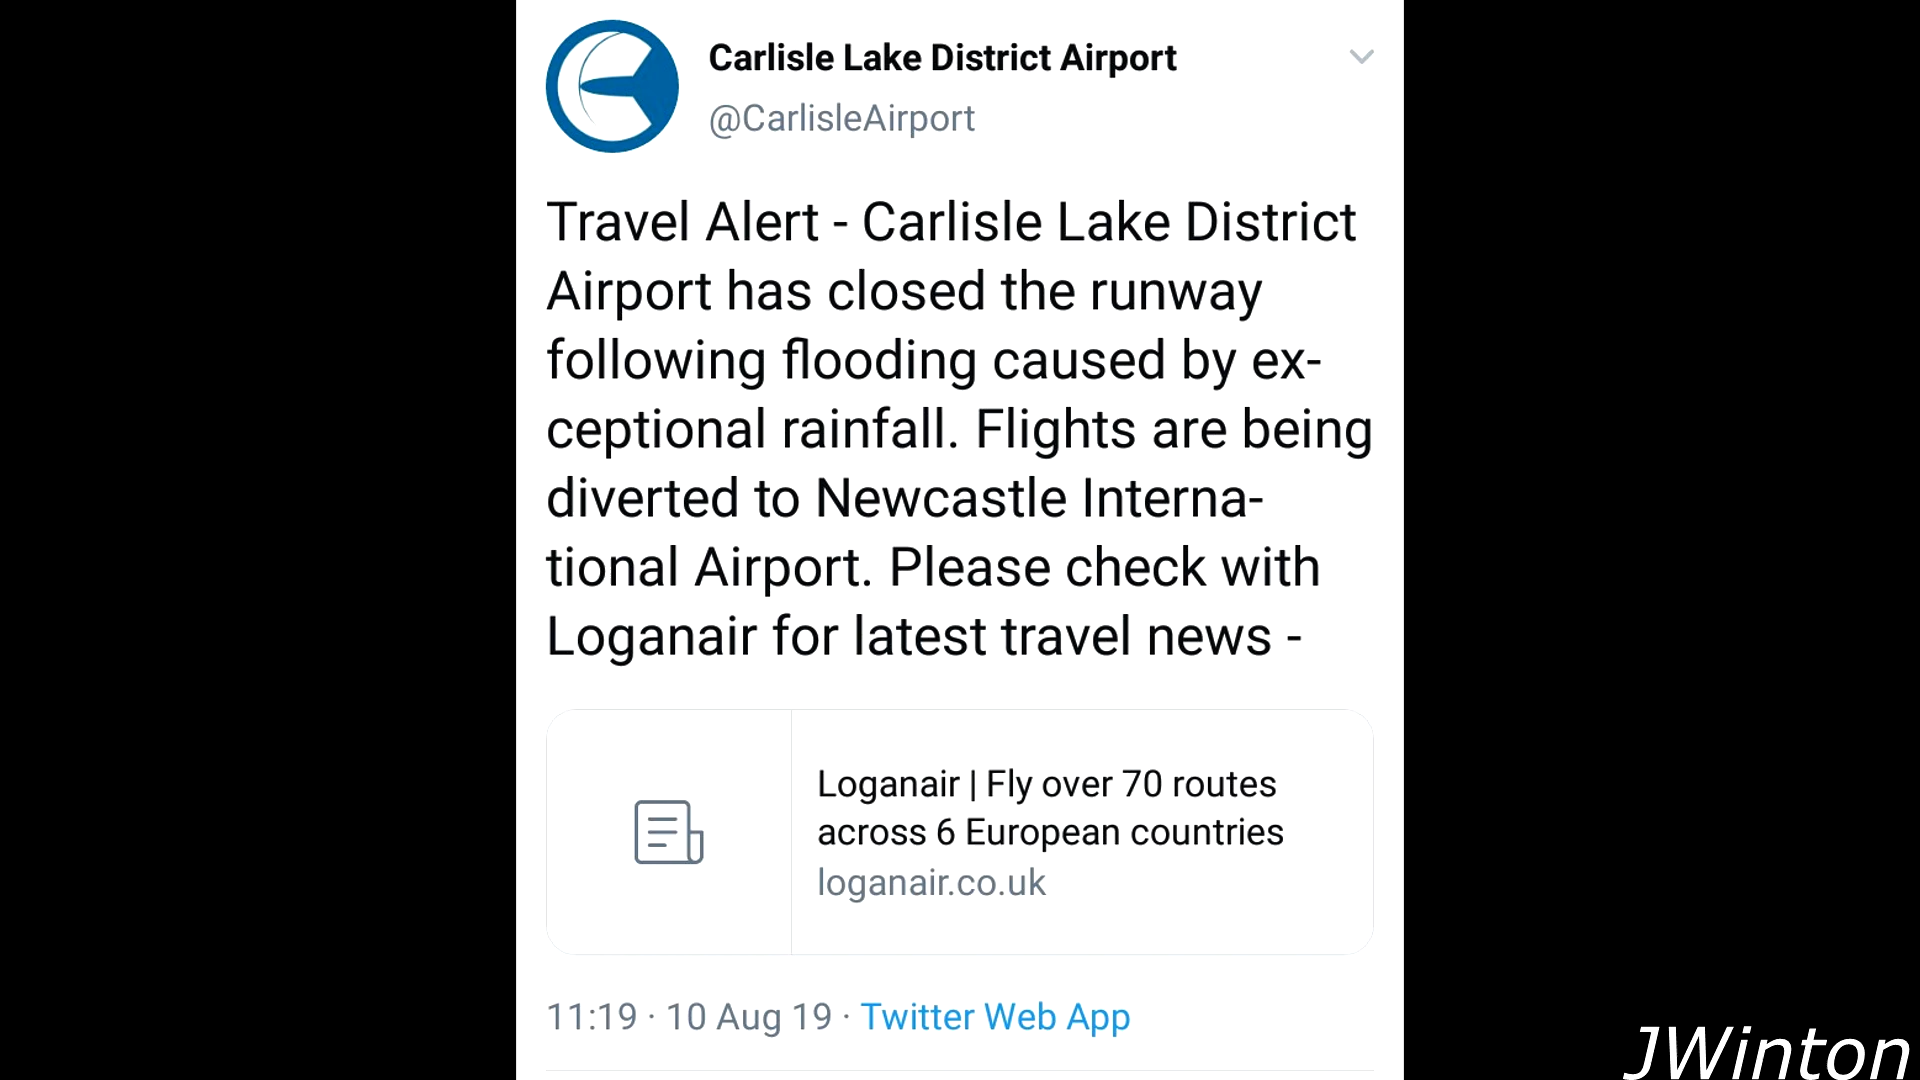 Carlisle Lake District Airport
@CarlisleAirport
Travel Alert - Carlisle Lake District
Airport has closed the runway
following flooding caused by ex-
ceptional rainfall. Flights are being
diverted to Newcastle Interna-
tional Airport. Please check with
Loganair for latest travel news -
Loganair | Fly over 70 routes
across 6 European countries
loganair.co.uk
11:19 · 10 Aug 19 · Twitter Web App
JWinton